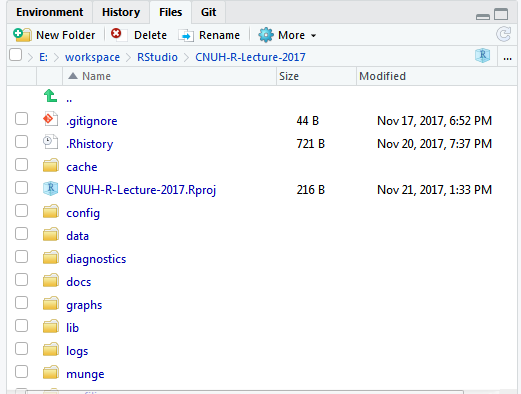 Environment History Files Git
New Folder Delete Rename More
E: workspace RStudio CNUH-R-Lecture-2017 R ...
Name Size Modified
..
.gitignore 44 B Nov 17, 2017, 6:52 PM
.Rhistory 721 B Nov 20, 2017, 7:37 PM
cache
CNUH-R-Lecture-2017.Rproj 216 B Nov 21, 2017, 1:33 PM
config
data
diagnostics
docs
graphs
lib
logs
munge